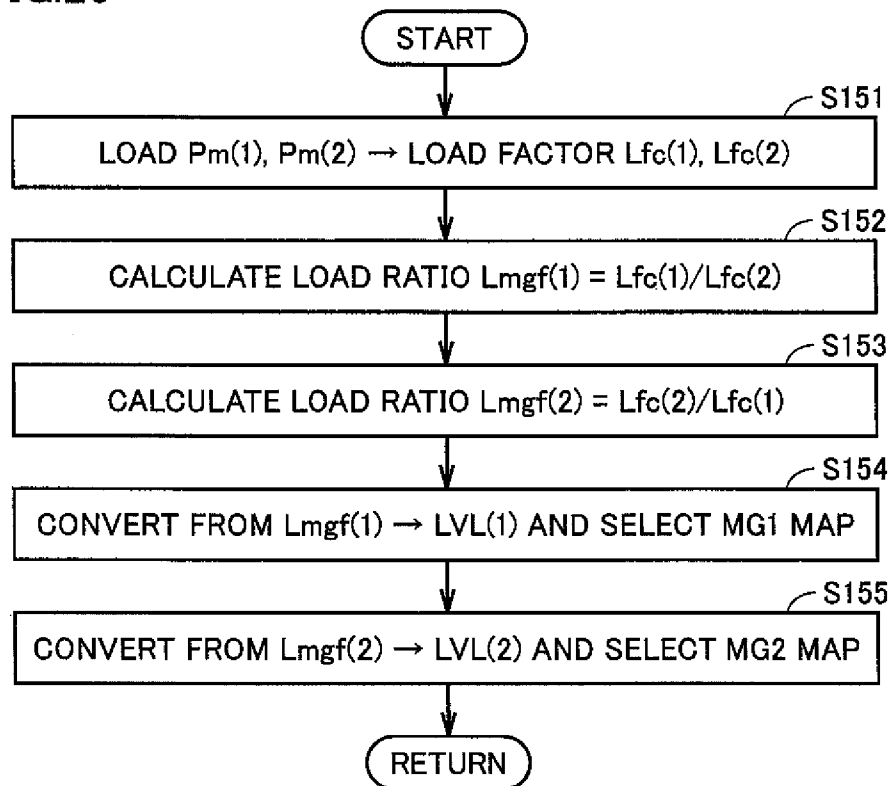 START
S151
LOAD Pm(1), Pm(2) → LOAD FACTOR Lfc(1), Lfc(2)
S152
CALCULATE LOAD RATIO Lmgf(1) = Lfc(1)/Lfc(2)
S153
CALCULATE LOAD RATIO Lmgf(2) = Lfc(2)/Lfc(1)
S154
CONVERT FROM Lmgf(1) → LVL(1) AND SELECT MG1 MAP
S155
CONVERT FROM Lmgf(2) → LVL(2) AND SELECT MG2 MAP
RETURN